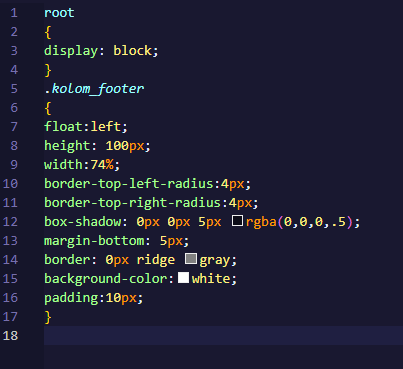 1 root
2 {
3 display: block;
4 }
5 .kolom_footer
6 {
7 float:left;
8 height: 100px;
9 width:74%;
10 border-top-left-radius:4px;
11 border-top-right-radius:4px;
12 box-shadow: 0px 0px 5px rgba(0,0,0,.5);
13 margin-bottom: 5px;
14 border: 0px ridge gray;
15 background-color:white;
16 padding:10px;
17 }
18